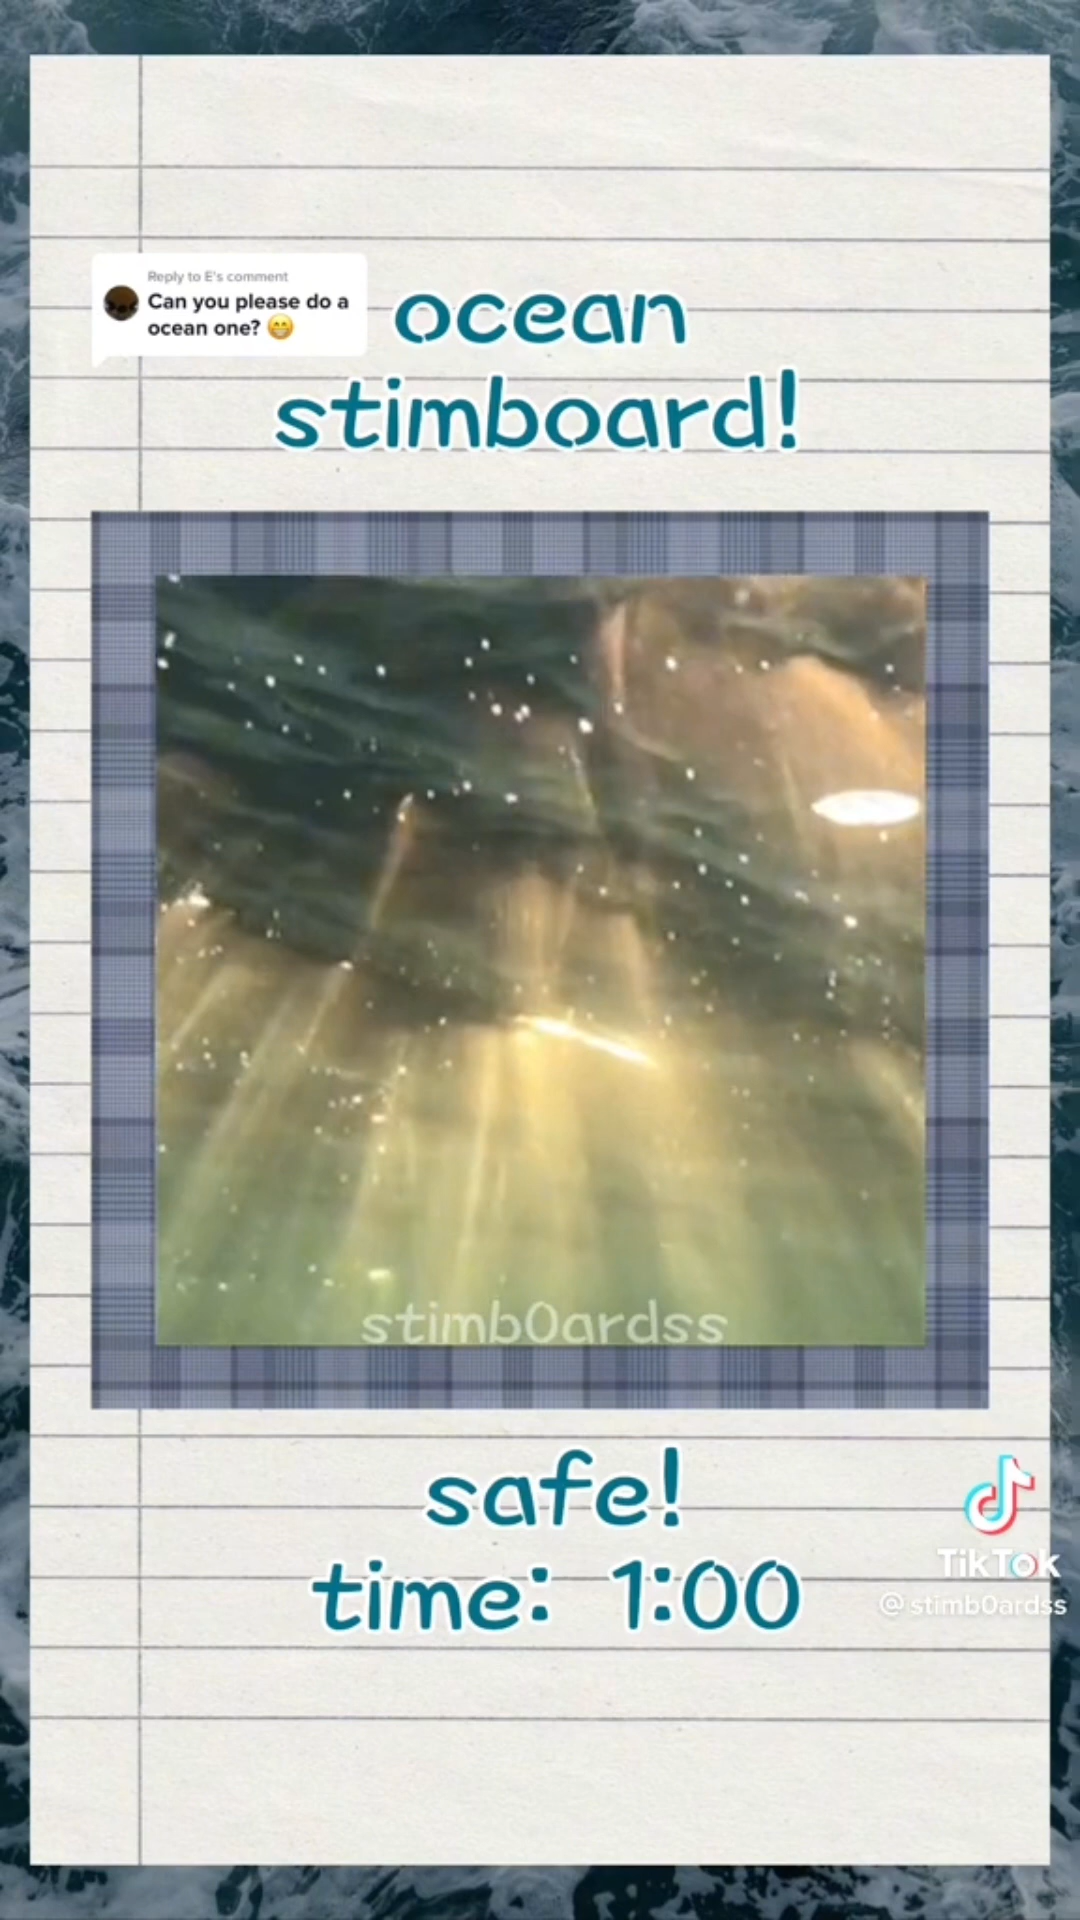 Reply to E's comment
Can you please do a
ocean one? 😁
ocean
stimboard!
stimb0ardss
safe!
time: 1:00
TikTok
@stimb0ardss